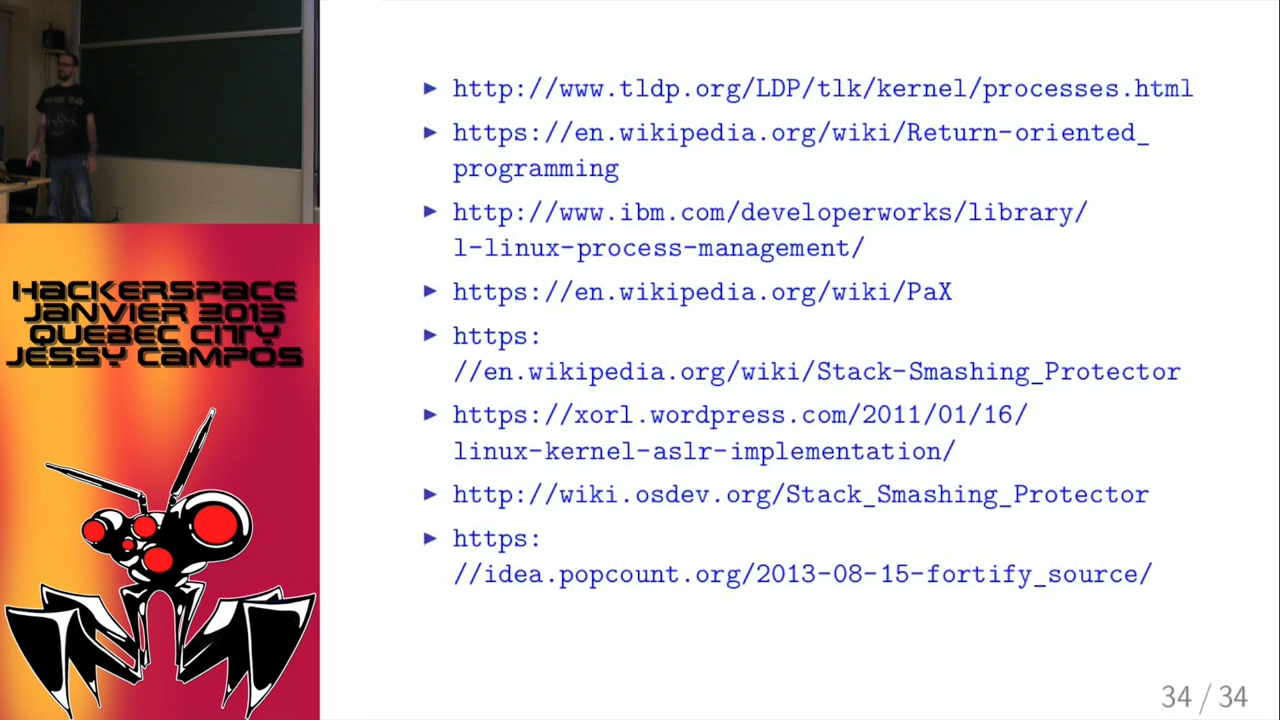 HACKERSPACE
JANVIER 2015
QUEBEC CITY
JESSY CAMPOS
http://www.tldp.org/LDP/tlk/kernel/processes.html
https://en.wikipedia.org/wiki/Return-oriented_
programming
http://www.ibm.com/developerworks/library/
l-linux-process-management/
https://en.wikipedia.org/wiki/PaX
https:
//en.wikipedia.org/wiki/Stack-Smashing_Protector
https://xorl.wordpress.com/2011/01/16/
linux-kernel-aslr-implementation/
http://wiki.osdev.org/Stack_Smashing_Protector
https:
//idea.popcount.org/2013-08-15-fortify_source/
34 / 34